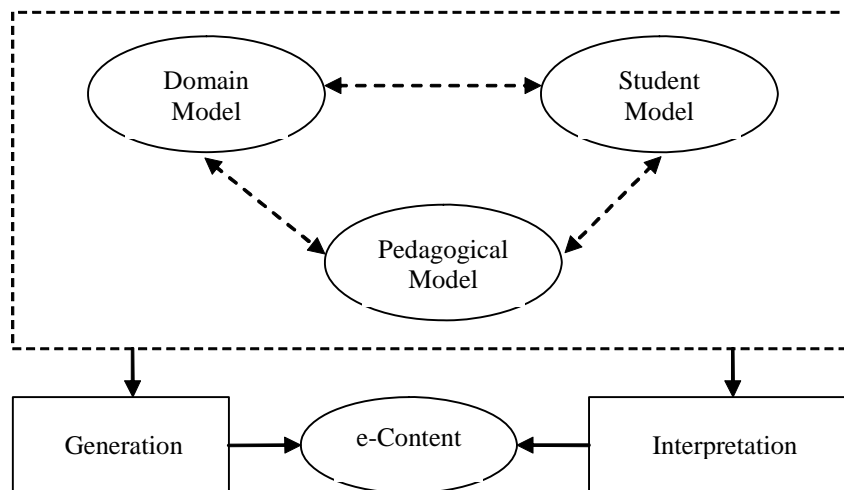 Domain
Model
Student
Model
Pedagogical
Model
Generation
e-Content
Interpretation